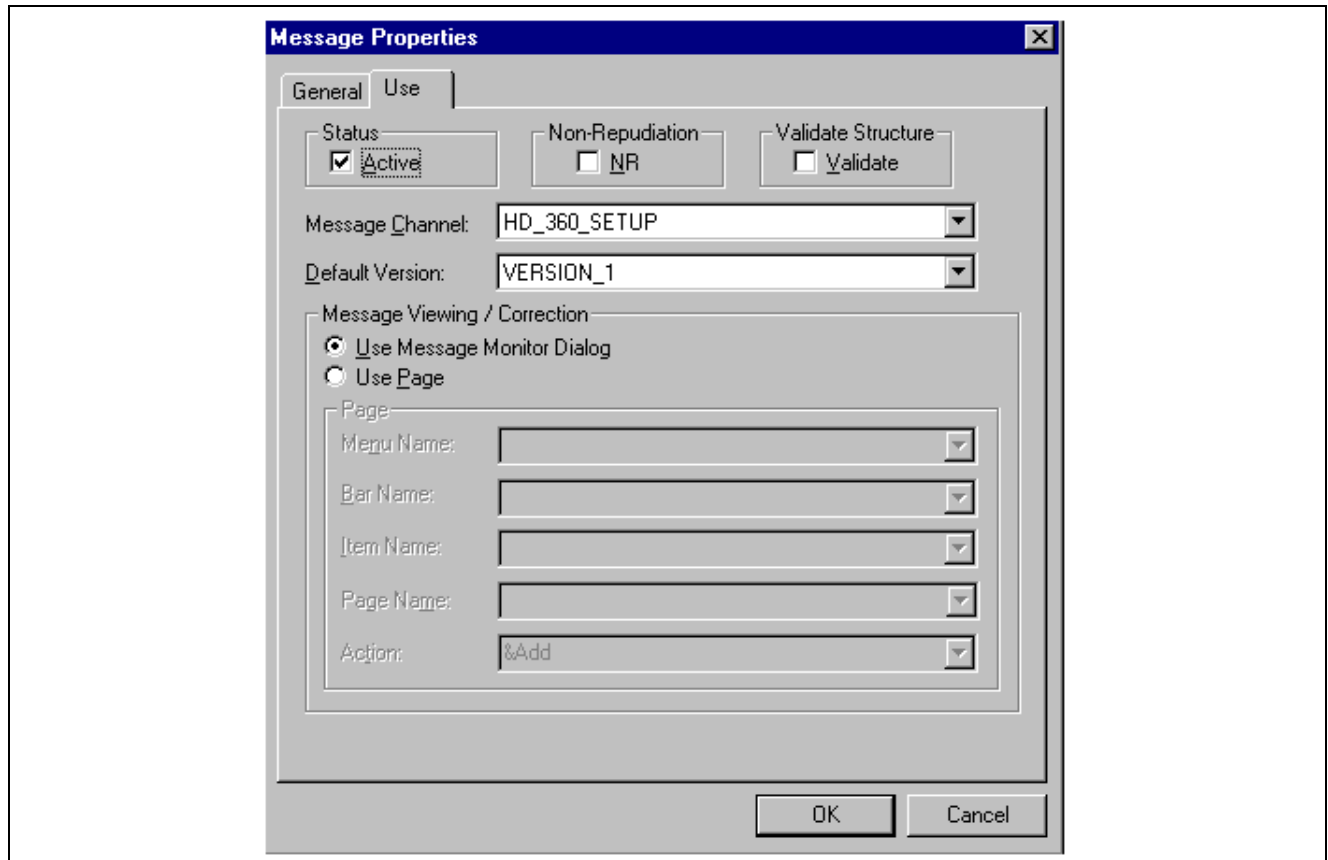 Message Properties
General Use
Status Non-Repudiation Validate Structure
Active NR Validate
Message Channel: HD_360_SETUP
Default Version: VERSION_1
Message Viewing / Correction
Use Message Monitor Dialog
Use Page
Page
Menu Name:
Bar Name:
Item Name:
Page Name:
Action: &Add
OK Cancel